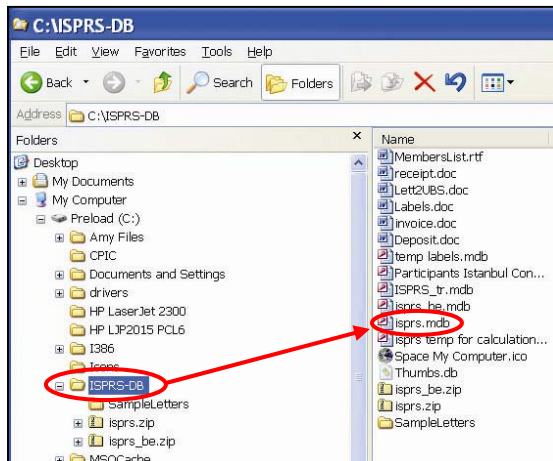 C:\ISPRS-DB
File Edit View Favorites Tools Help
Back Search Folders
Address C:\ISPRS-DB
Folders
Desktop
My Documents
My Computer
Preload (C:)
Amy Files
CPIC
Documents and Settings
drivers
HP LaserJet 2300
HP LJP2015 PCL6
I386
Icons
ISPRS-DB
SampleLetters
isprs.zip
isprs_be.zip
MSOCache
Name
MembersList.rtf
receipt.doc
Lett2UBS.doc
Labels.doc
invoice.doc
Deposit.doc
temp labels.mdb
Participants Istanbul Con...
ISPRS_tr.mdb
isprs_be.mdb
isprs.mdb
isprs temp for calculation...
Space My Computer.ico
Thumbs.db
isprs_be.zip
isprs.zip
SampleLetters